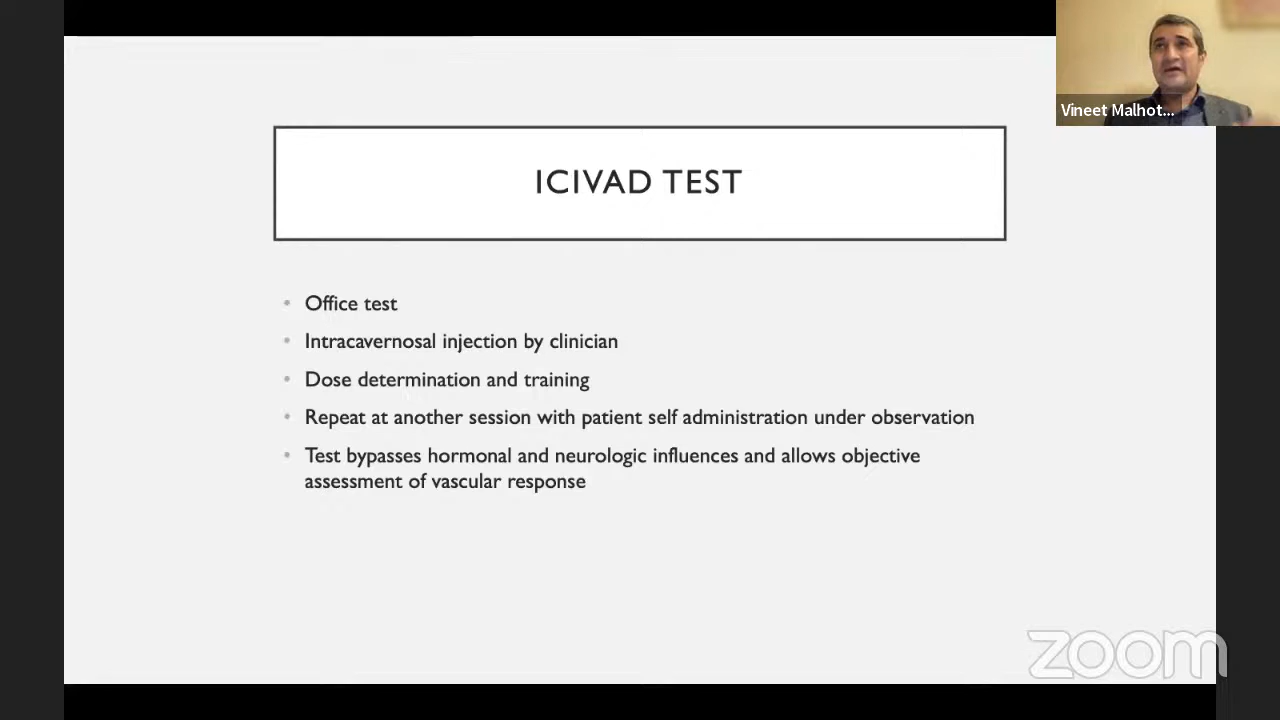 Vineet Malhot...
ICIVAD TEST
• Office test
• Intracavernosal injection by clinician
• Dose determination and training
• Repeat at another session with patient self administration under observation
• Test bypasses hormonal and neurologic influences and allows objective
assessment of vascular response
zoom